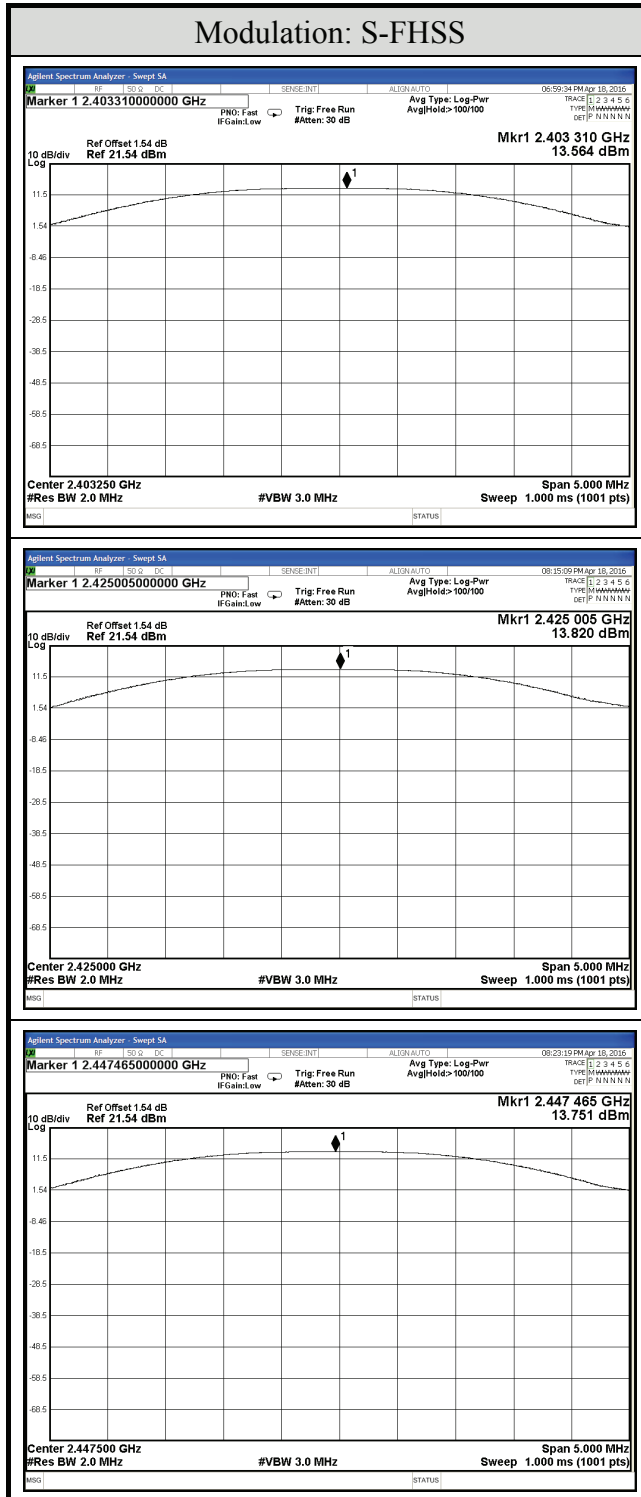 Modulation: S-FHSS
Agilent Spectrum Analyzer - Swept SA
LXI RF 50 Ω DC SENSE:INT ALIGN AUTO 06:59:34 PM Apr 18, 2016
Marker 1 2.403310000000 GHz Avg Type: Log-Pwr TRACE 1 2 3 4 5 6
PNO: Fast Trig: Free Run Avg|Hold:>100/100 TYPE M
IFGain:Low #Atten: 30 dB DET P N N N N N
Mkr1 2.403 310 GHz
Ref Offset 1.54 dB
10 dB/div Ref 21.54 dBm 13.564 dBm
Log
1
11.5
1.54
-8.46
-18.5
-28.5
-38.5
-48.5
-58.5
-68.5
Center 2.403250 GHz Span 5.000 MHz
#Res BW 2.0 MHz #VBW 3.0 MHz Sweep 1.000 ms (1001 pts)
MSG STATUS
Agilent Spectrum Analyzer - Swept SA
LXI RF 50 Ω DC SENSE:INT ALIGN AUTO 08:15:09 PM Apr 18, 2016
Marker 1 2.425005000000 GHz Avg Type: Log-Pwr TRACE 1 2 3 4 5 6
PNO: Fast Trig: Free Run Avg|Hold:>100/100 TYPE M
IFGain:Low #Atten: 30 dB DET P N N N N N
Mkr1 2.425 005 GHz
Ref Offset 1.54 dB
10 dB/div Ref 21.54 dBm 13.820 dBm
Log
1
11.5
1.54
-8.46
-18.5
-28.5
-38.5
-48.5
-58.5
-68.5
Center 2.425000 GHz Span 5.000 MHz
#Res BW 2.0 MHz #VBW 3.0 MHz Sweep 1.000 ms (1001 pts)
MSG STATUS
Agilent Spectrum Analyzer - Swept SA
LXI RF 50 Ω DC SENSE:INT ALIGN AUTO 08:23:19 PM Apr 18, 2016
Marker 1 2.447465000000 GHz Avg Type: Log-Pwr TRACE 1 2 3 4 5 6
PNO: Fast Trig: Free Run Avg|Hold:>100/100 TYPE M
IFGain:Low #Atten: 30 dB DET P N N N N N
Mkr1 2.447 465 GHz
Ref Offset 1.54 dB
10 dB/div Ref 21.54 dBm 13.751 dBm
Log
1
11.5
1.54
-8.46
-18.5
-28.5
-38.5
-48.5
-58.5
-68.5
Center 2.447500 GHz Span 5.000 MHz
#Res BW 2.0 MHz #VBW 3.0 MHz Sweep 1.000 ms (1001 pts)
MSG STATUS